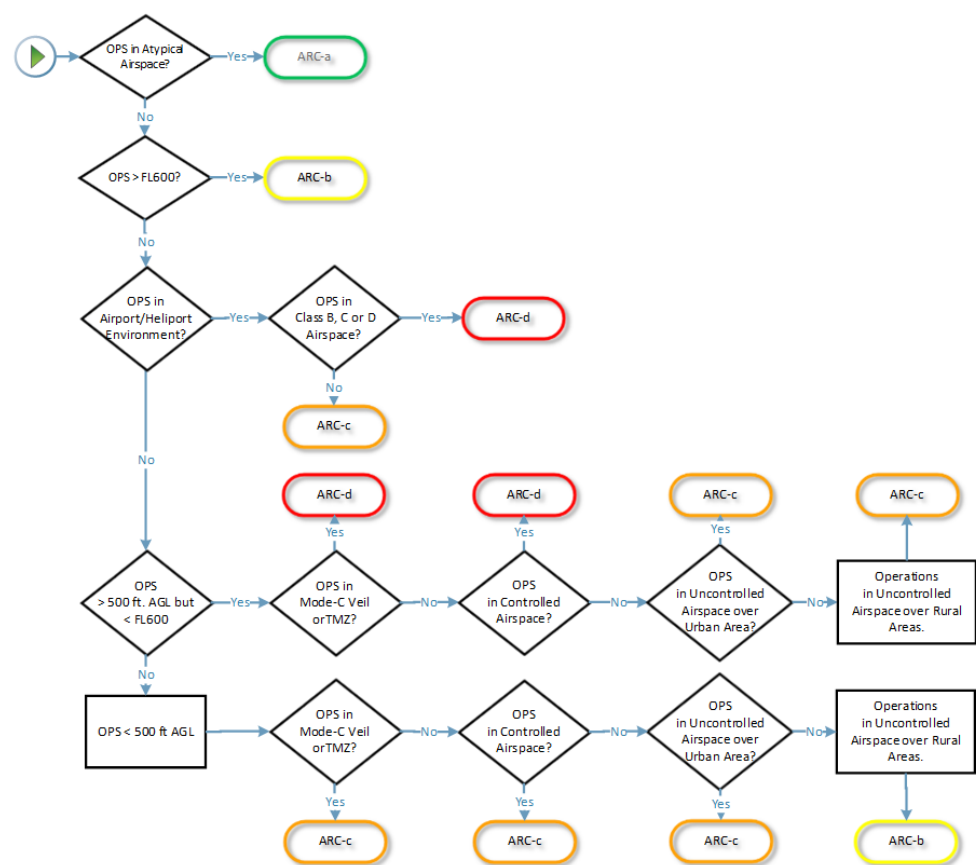 OPS in Atypical
Airspace?
Yes
ARC-a
No
OPS > FL600?
Yes
ARC-b
No
OPS in
Airport/Heliport
Environment?
Yes
OPS in
Class B, C or D
Airspace?
Yes
ARC-d
No
ARC-c
No
ARC-d
ARC-d
ARC-c
ARC-c
Yes
Yes
Yes
OPS
> 500 ft. AGL but
< FL600
Yes
OPS in
Mode-C Veil
or TMZ?
No
OPS
in Controlled
Airspace?
No
OPS
in Uncontrolled
Airspace over
Urban Area?
No
Operations
in Uncontrolled
Airspace over Rural
Areas.
No
OPS < 500 ft AGL
OPS in
Mode-C Veil
or TMZ?
No
OPS
in Controlled
Airspace?
No
OPS
in Uncontrolled
Airspace over
Urban Area?
No
Operations
in Uncontrolled
Airspace over Rural
Areas.
Yes
Yes
Yes
ARC-c
ARC-c
ARC-c
ARC-b